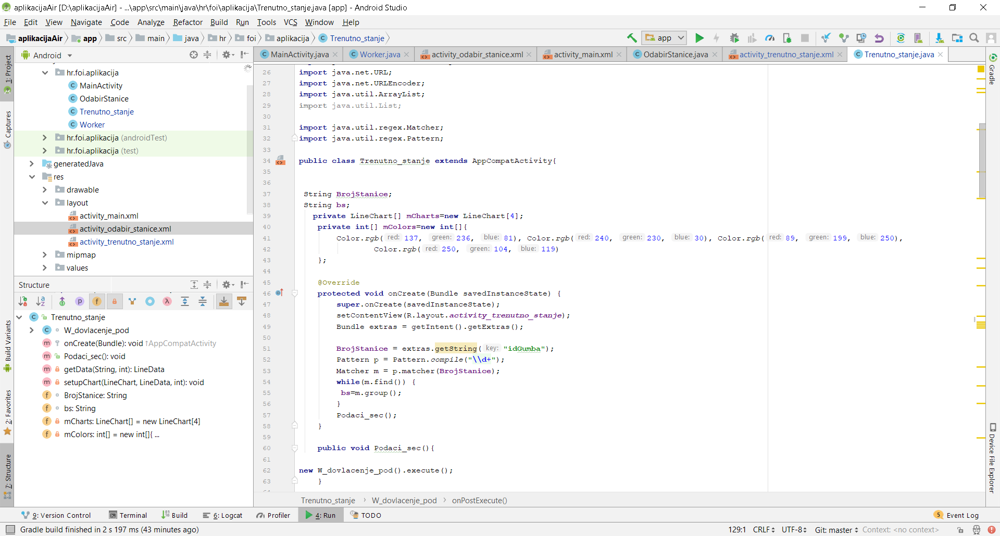 aplikacijaAir [D:\aplikacijaAir] - ...\app\src\main\java\hr\foi\aplikacija\Trenutno_stanje.java [app] - Android Studio
File Edit View Navigate Code Analyze Refactor Build Run Tools VCS Window Help
aplikacijaAir app src main java hr foi aplikacija Trenutno_stanje
app
1: Project
Captures
Build Variants
2: Favorites
7: Structure
Android
hr.foi.aplikacija
MainActivity
OdabirStanice
Trenutno_stanje
Worker
hr.foi.aplikacija (androidTest)
hr.foi.aplikacija (test)
generatedJava
res
drawable
layout
activity_main.xml
activity_odabir_stanice.xml
activity_trenutno_stanje.xml
mipmap
values
Structure
Trenutno_stanje
W_dovlacenje_pod
onCreate(Bundle): void ↑AppCompatActivity
Podaci_sec(): void
getData(String, int): LineData
setupChart(LineChart, LineData, int): void
BrojStanice: String
bs: String
mCharts: LineChart[] = new LineChart[4]
mColors: int[] = new int[]{ ...
MainActivity.java Worker.java activity_odabir_stanice.xml activity_main.xml OdabirStanice.java activity_trenutno_stanje.xml Trenutno_stanje.java
26 import java.net.URL;
27 import java.net.URLEncoder;
28 import java.util.ArrayList;
29 import java.util.List;
30
31 import java.util.regex.Matcher;
32 import java.util.regex.Pattern;
33
34 public class Trenutno_stanje extends AppCompatActivity{
35
36
37 String BrojStanice;
38 String bs;
39 private LineChart[] mCharts=new LineChart[4];
40 private int[] mColors=new int[]{
41 Color.rgb( red: 137, green: 236, blue: 81), Color.rgb( red: 240, green: 230, blue: 30), Color.rgb( red: 89, green: 199, blue: 250),
42 Color.rgb( red: 250, green: 104, blue: 119)
43 };
44
45 @Override
46 protected void onCreate(Bundle savedInstanceState) {
47 super.onCreate(savedInstanceState);
48 setContentView(R.layout.activity_trenutno_stanje);
49 Bundle extras = getIntent().getExtras();
50
51 BrojStanice = extras.getString( key: "idGumba");
52 Pattern p = Pattern.compile("\\d+");
53 Matcher m = p.matcher(BrojStanice);
54 while(m.find()) {
55 bs=m.group();
56 }
57 Podaci_sec();
58 }
59
60 public void Podaci_sec(){
61
62 new W_dovlacenje_pod().execute();
63 }
Trenutno_stanje › W_dovlacenje_pod › onPostExecute()
Gradle
Device File Explorer
9: Version Control Terminal Build 6: Logcat Profiler 4: Run TODO 5 Event Log
Gradle build finished in 2 s 197 ms (43 minutes ago) 129:1 CRLF UTF-8 Git: master Context: <no context>